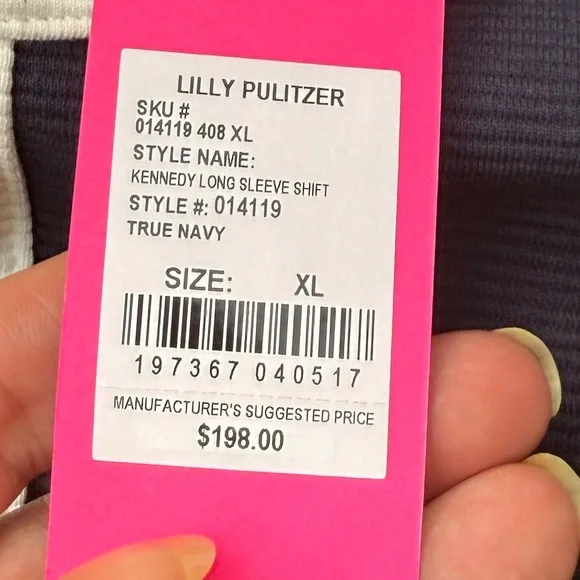 LILLY PULITZER
SKU #
014119 408 XL
STYLE NAME:
KENNEDY LONG SLEEVE SHIFT
STYLE #: 014119
TRUE NAVY
SIZE: XL
197367 040517
MANUFACTURER'S SUGGESTED PRICE
$198.00